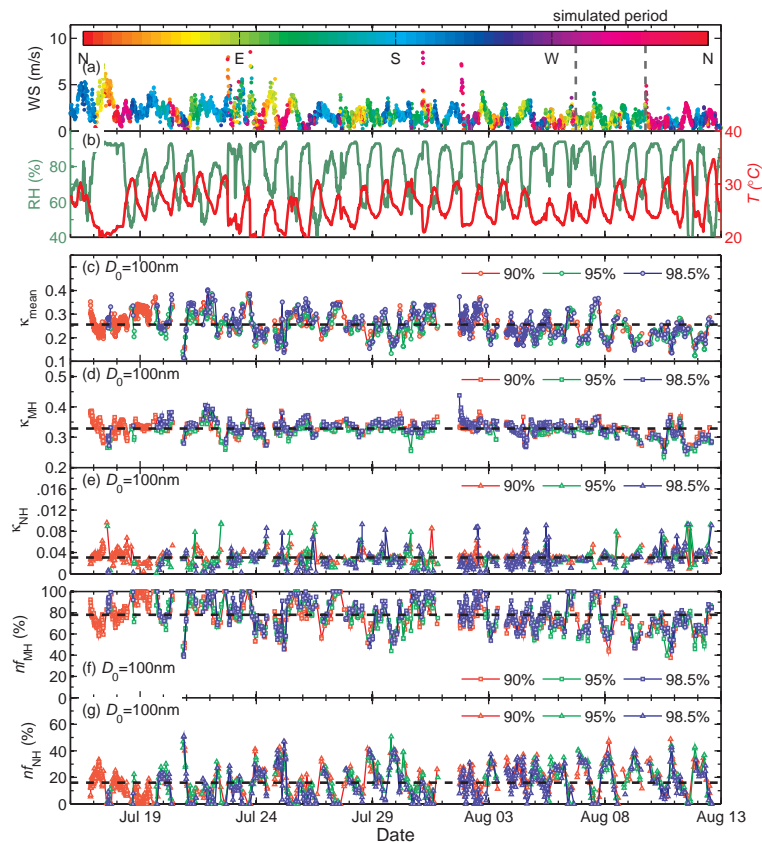 simulated period
10
5
0
WS (m/s)
N
E
S
W
N
(a)
(b)
80
60
40
RH (%)
40
30
20
T (°C)
(c) D0=100nm
90%
95%
98.5%
0.4
0.3
0.2
0.1
κmean
(d) D0=100nm
90%
95%
98.5%
0.5
0.4
0.3
0.2
κMH
(e) D0=100nm
90%
95%
98.5%
.016
0.08
0.04
0
κNH
100
80
60
40
20
0
nfMH (%)
(f) D0=100nm
90%
95%
98.5%
(g) D0=100nm
90%
95%
98.5%
60
40
20
0
nfNH (%)
Jul 19
Jul 24
Jul 29
Aug 03
Aug 08
Aug 13
Date